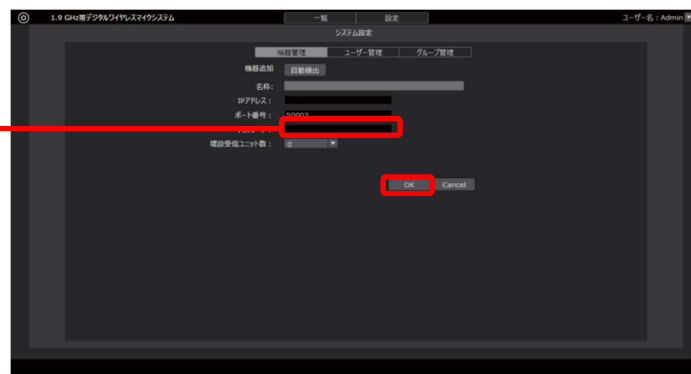 1.9 GHz帯デジタルワイヤレスマイクシステム
一覧
設定
ユーザー名：Admin
システム設定
機器管理
ユーザー管理
グループ管理
機器追加
自動検出
名称：
IPアドレス：
ポート番号：
50003
増設受信ユニット数：
0
OK
Cancel